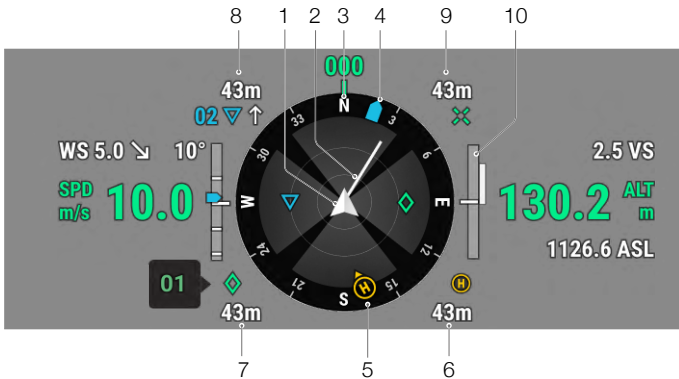 8 1 2 3 4 9 10
000
43m 43m
02 N
33 3
WS 5.0 10° 30 6 2.5 VS
SPD m/s 10.0 W E 130.2 ALT m
24 12 1126.6 ASL
01 21 S H 15 H
43m 43m
7 5 6